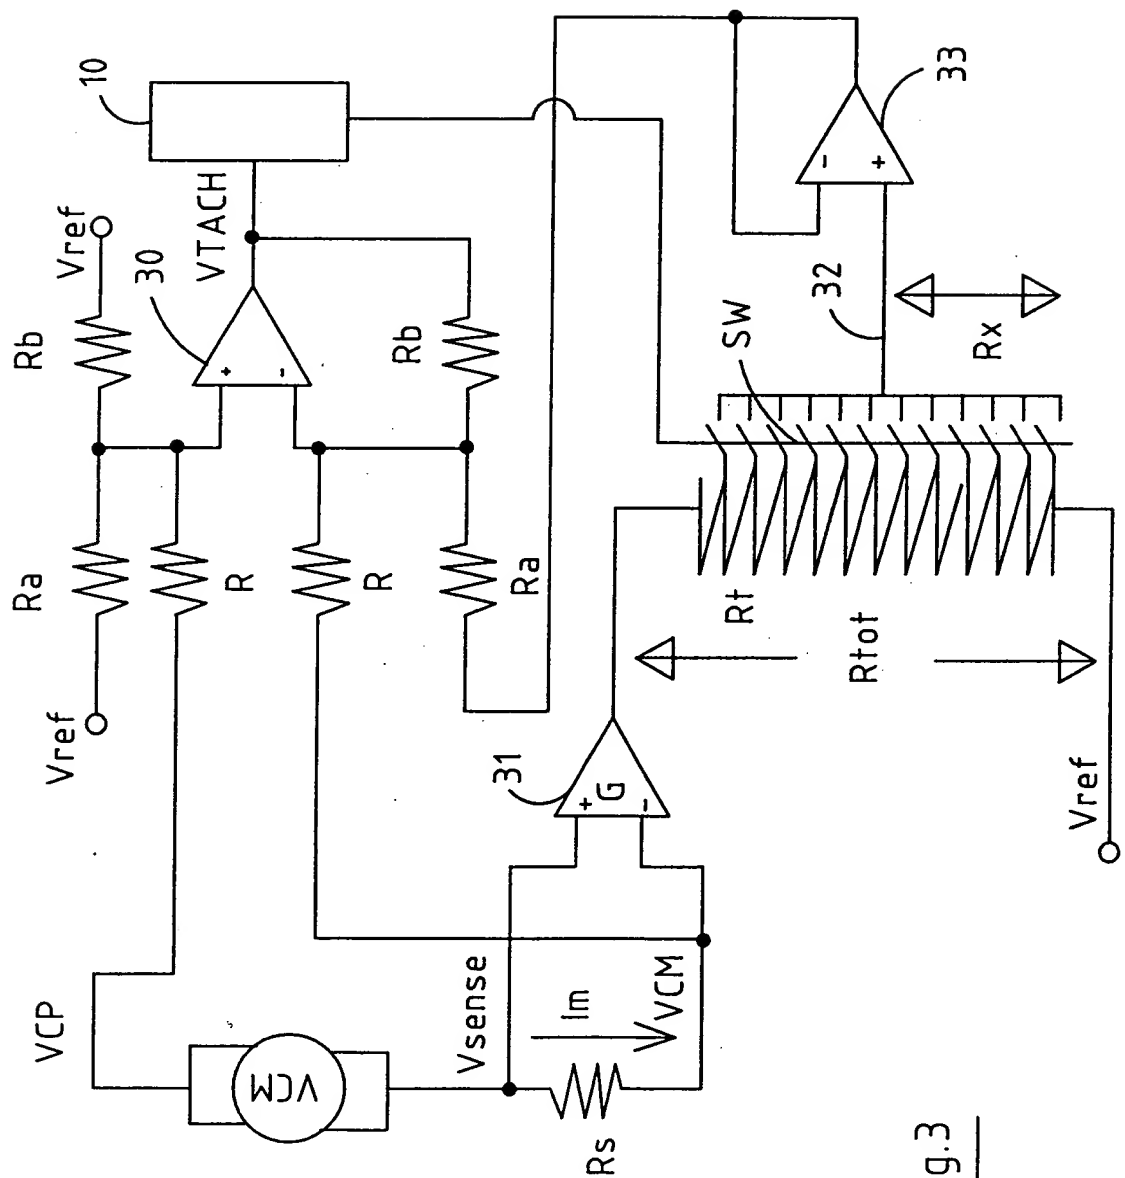 10
Vref
VTACH
30
Rb
Rb
33
32
SW
Rx
Ra
R
R
Ra
Rt
Rtot
Vref
31
G
Vref
VCP
VCM
Vsense
Im
VCM
Rs
g.3
+
-
+
-
-
+